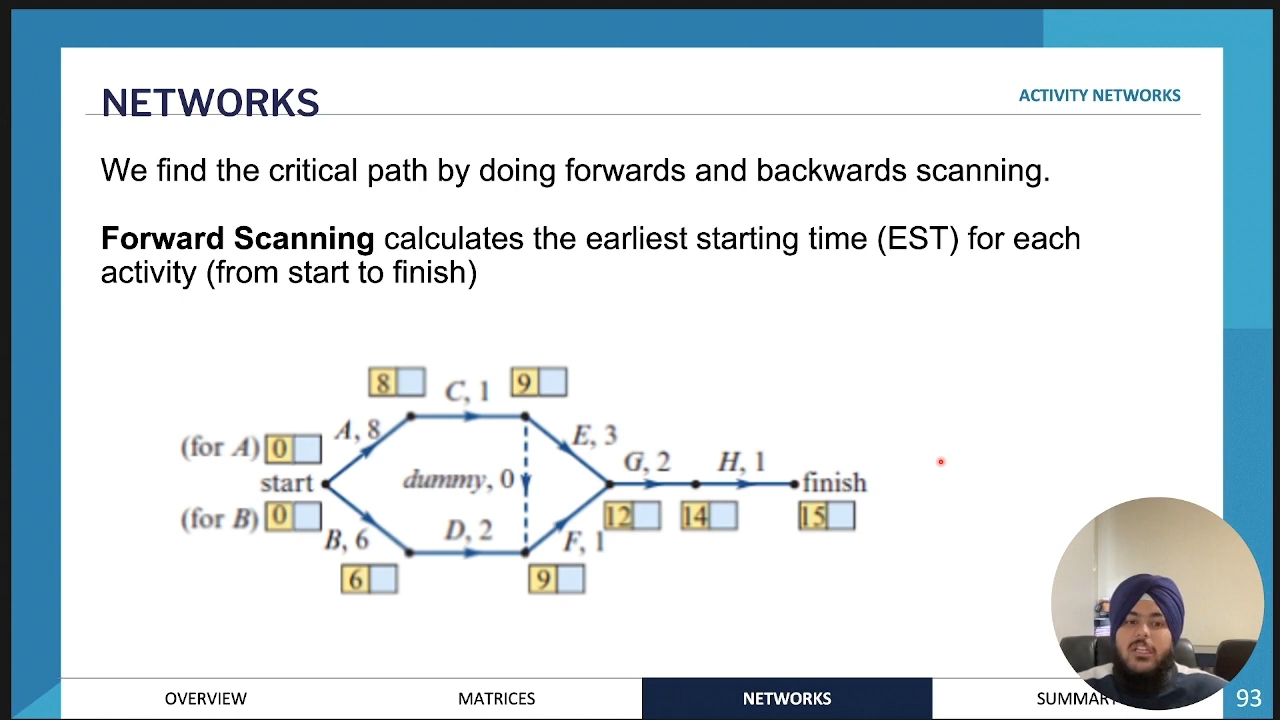 NETWORKS
ACTIVITY NETWORKS
We find the critical path by doing forwards and backwards scanning.
Forward Scanning calculates the earliest starting time (EST) for each
activity (from start to finish)
8
C, 1
9
A, 8
E, 3
(for A) 0
G, 2
H, 1
start
dummy, 0
finish
(for B) 0
12
14
15
B, 6
D, 2
F, 1
6
9
OVERVIEW
MATRICES
NETWORKS
SUMMAR
93